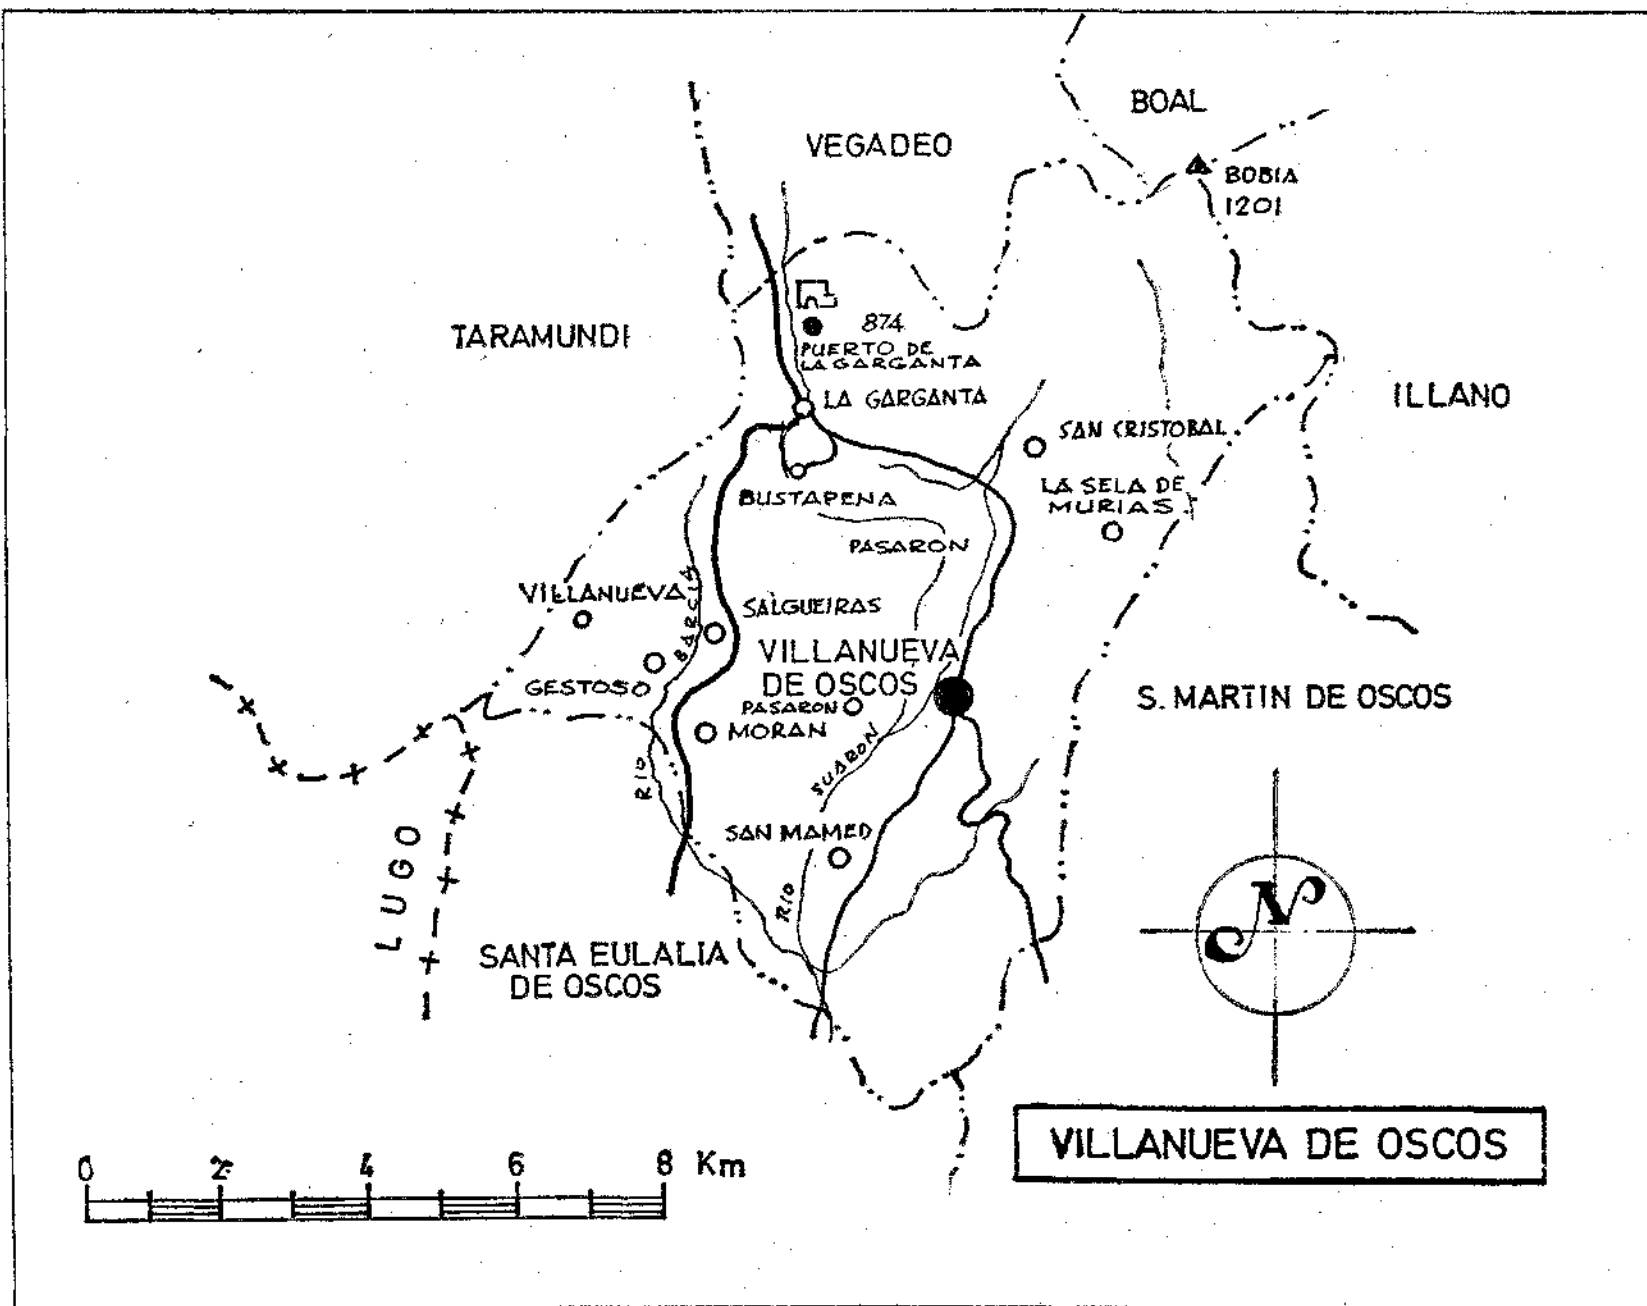 BOAL
VEGADEO
BOBIA
1201
874
PUERTO DE
LA GARGANTA
TARAMUNDI
LA GARGANTA
ILLANO
SAN CRISTOBAL
BUSTAPENA
LA SELA DE
MURIAS
PASARON
VILLANUEVA
BARCIA
SALGUEIRAS
VILLANUEVA
DE OSCOS
GESTOSO
PASARON
S. MARTIN DE OSCOS
MORAN
SUARON
RIO
SAN MAMED
LUGO
RIO
N
SANTA EULALIA
DE OSCOS
VILLANUEVA DE OSCOS
0 2 4 6 8 Km